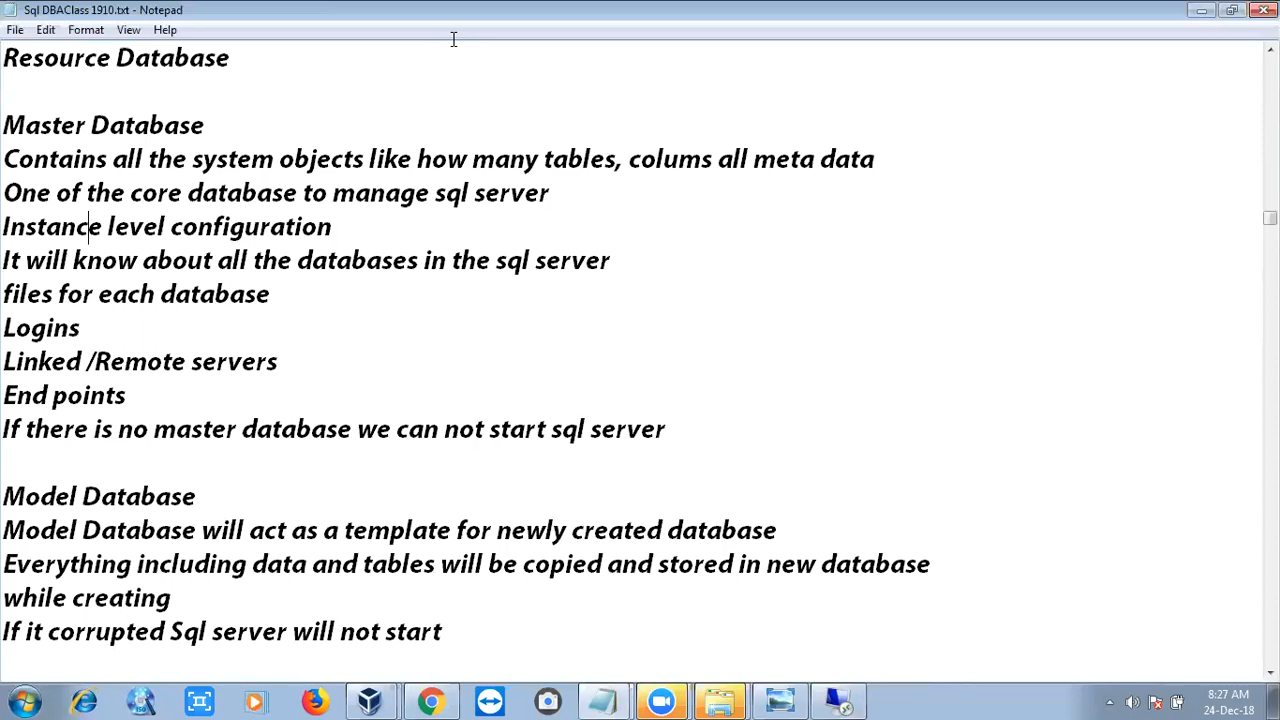 Sql DBAClass 1910.txt - Notepad
File Edit Format View Help
Resource Database
Master Database
Contains all the system objects like how many tables, colums all meta data
One of the core database to manage sql server
Instance level configuration
It will know about all the databases in the sql server
files for each database
Logins
Linked /Remote servers
End points
If there is no master database we can not start sql server
Model Database
Model Database will act as a template for newly created database
Everything including data and tables will be copied and stored in new database
while creating
If it corrupted Sql server will not start
8:27 AM
24-Dec-18